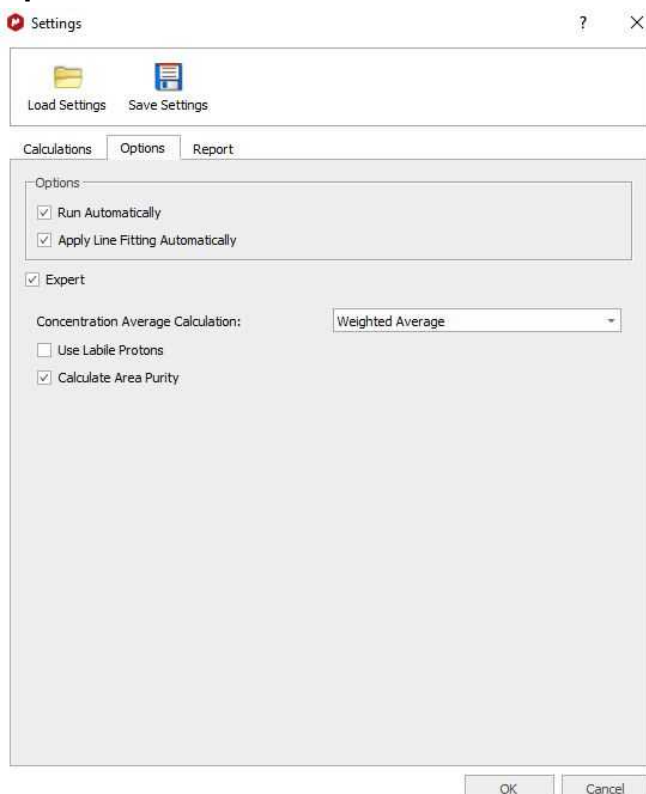 Settings
?
Load Settings Save Settings
Calculations Options Report
Options
Run Automatically
Apply Line Fitting Automatically
Expert
Concentration Average Calculation: Weighted Average
Use Labile Protons
Calculate Area Purity
OK Cancel